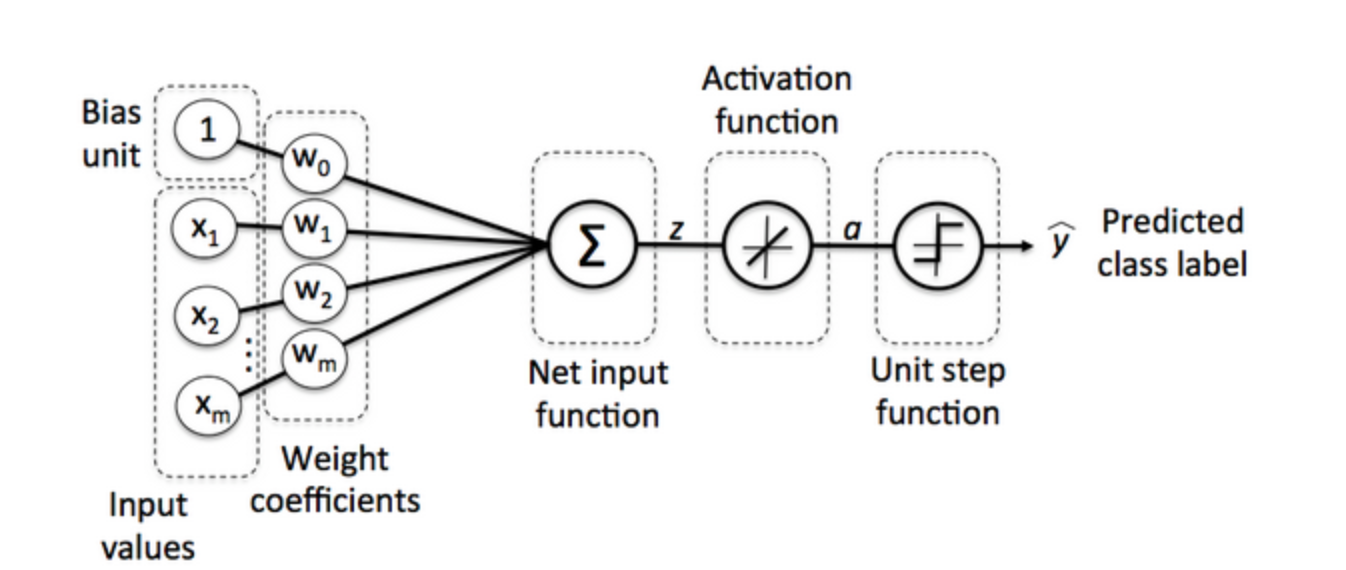 Activation
function
Bias
unit
1
w₀
x₁
w₁
x₂
w₂
⋮
xₘ
wₘ
Σ
z
a
ŷ
Predicted
class label
Net input
function
Unit step
function
Weight
coefficients
Input
values